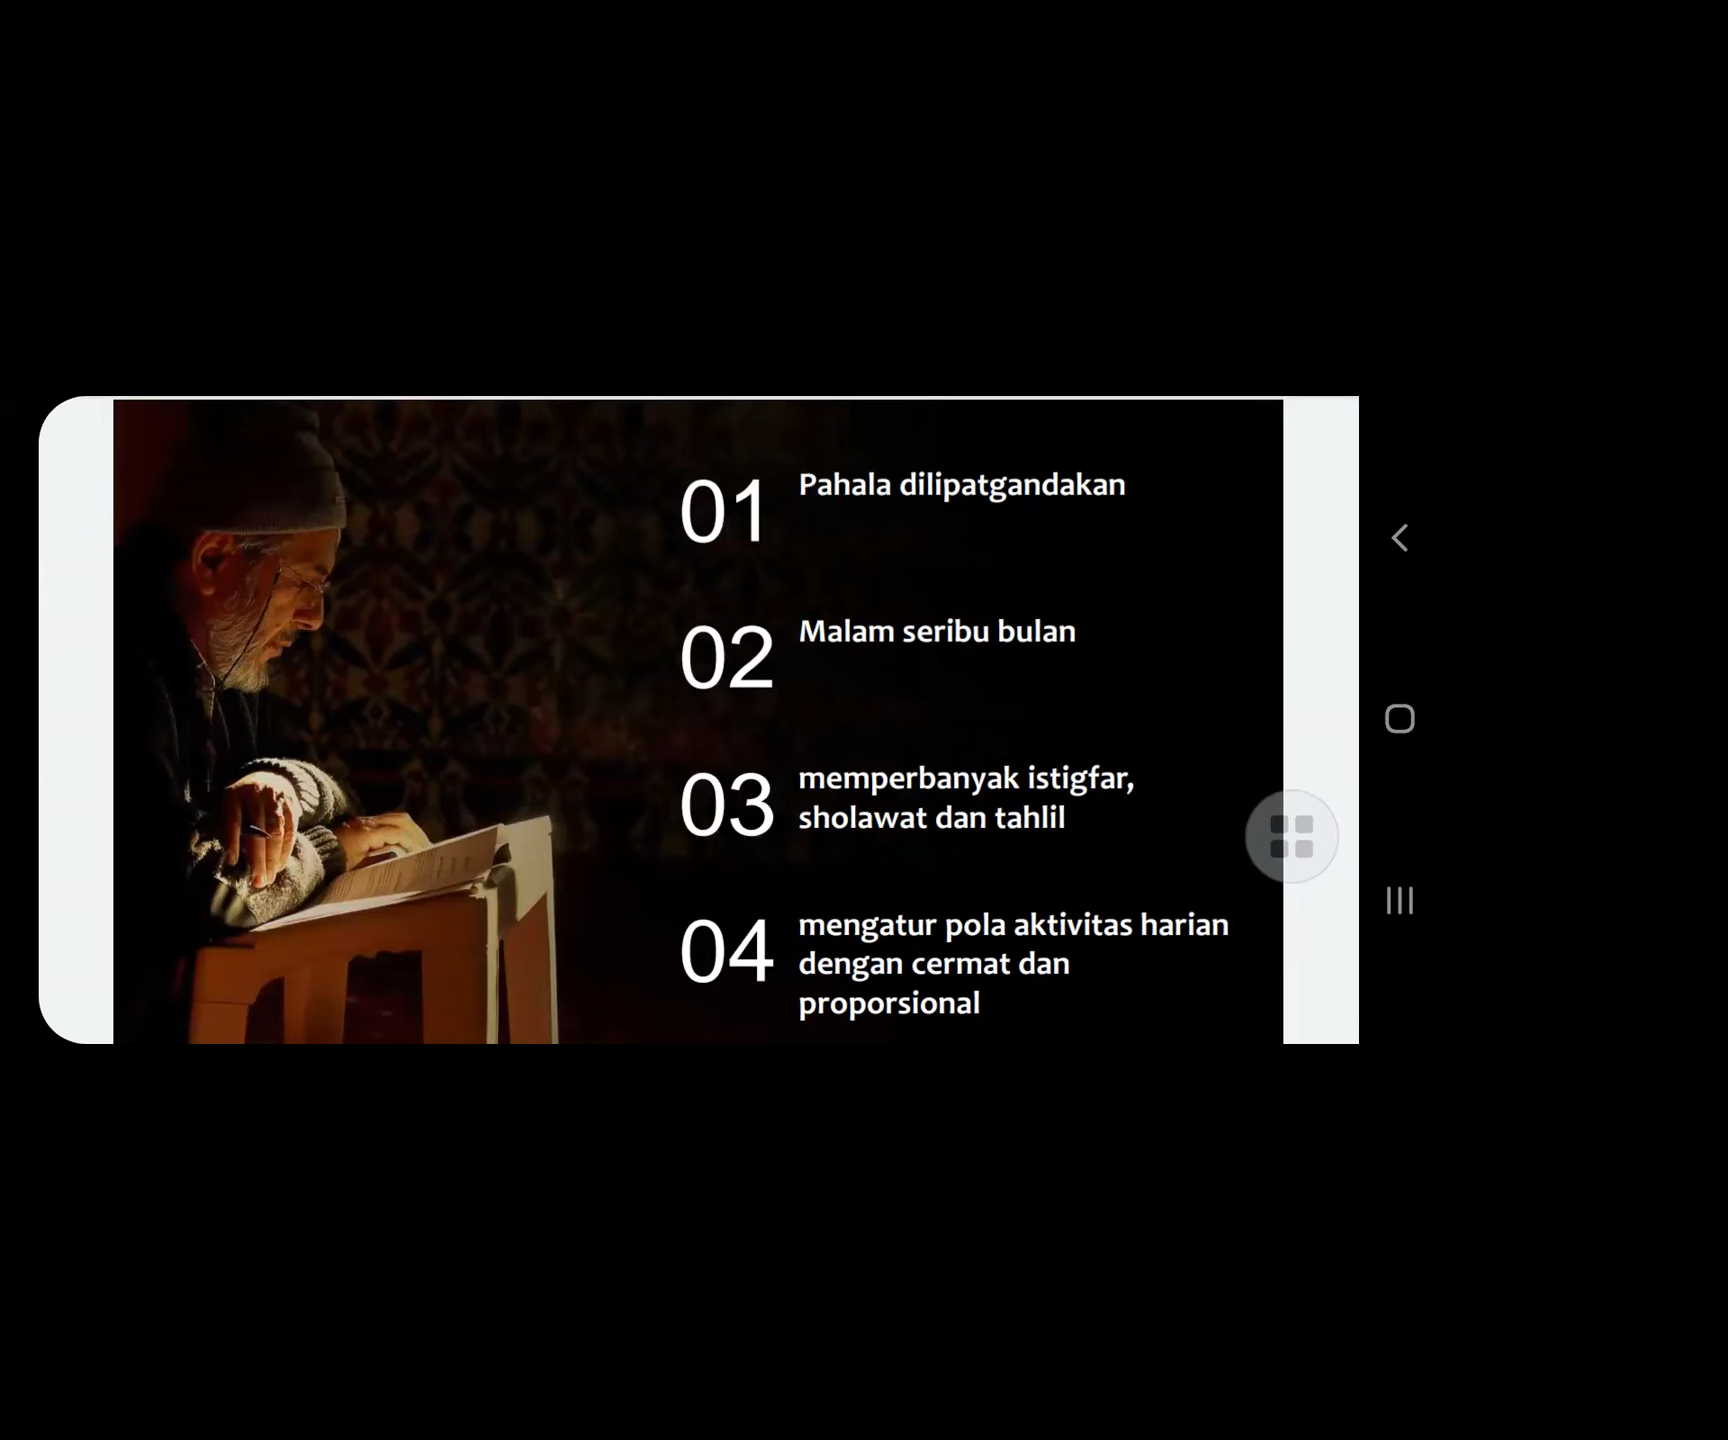 01
Pahala dilipatgandakan
02
Malam seribu bulan
03
memperbanyak istigfar,
sholawat dan tahlil
04
mengatur pola aktivitas harian
dengan cermat dan
proporsional